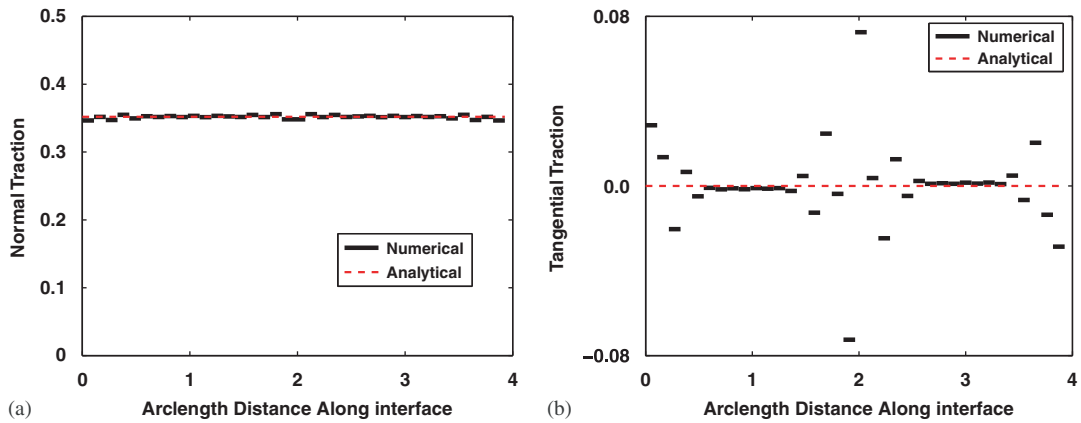 0.5
0.4
0.3
0.2
0.1
0
Normal Traction
Numerical
Analytical
0 1 2 3 4
Arclength Distance Along interface
(a)
0.08
0.0
−0.08
Tangential Traction
Numerical
Analytical
0 1 2 3 4
Arclength Distance Along interface
(b)